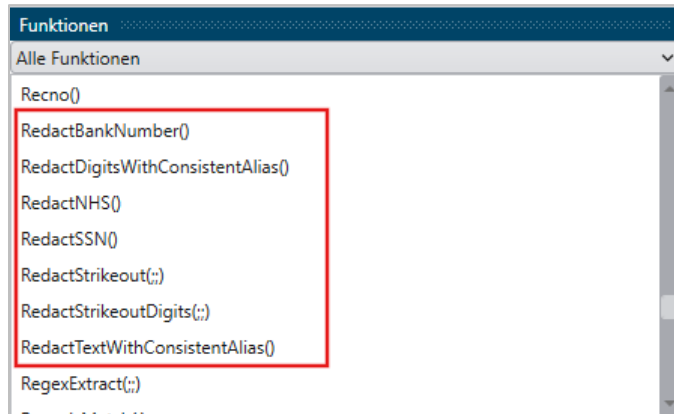 Funktionen
Alle Funktionen
Recno()
RedactBankNumber()
RedactDigitsWithConsistentAlias()
RedactNHS()
RedactSSN()
RedactStrikeout(;;)
RedactStrikeoutDigits(;;)
RedactTextWithConsistentAlias()
RegexExtract(;;)